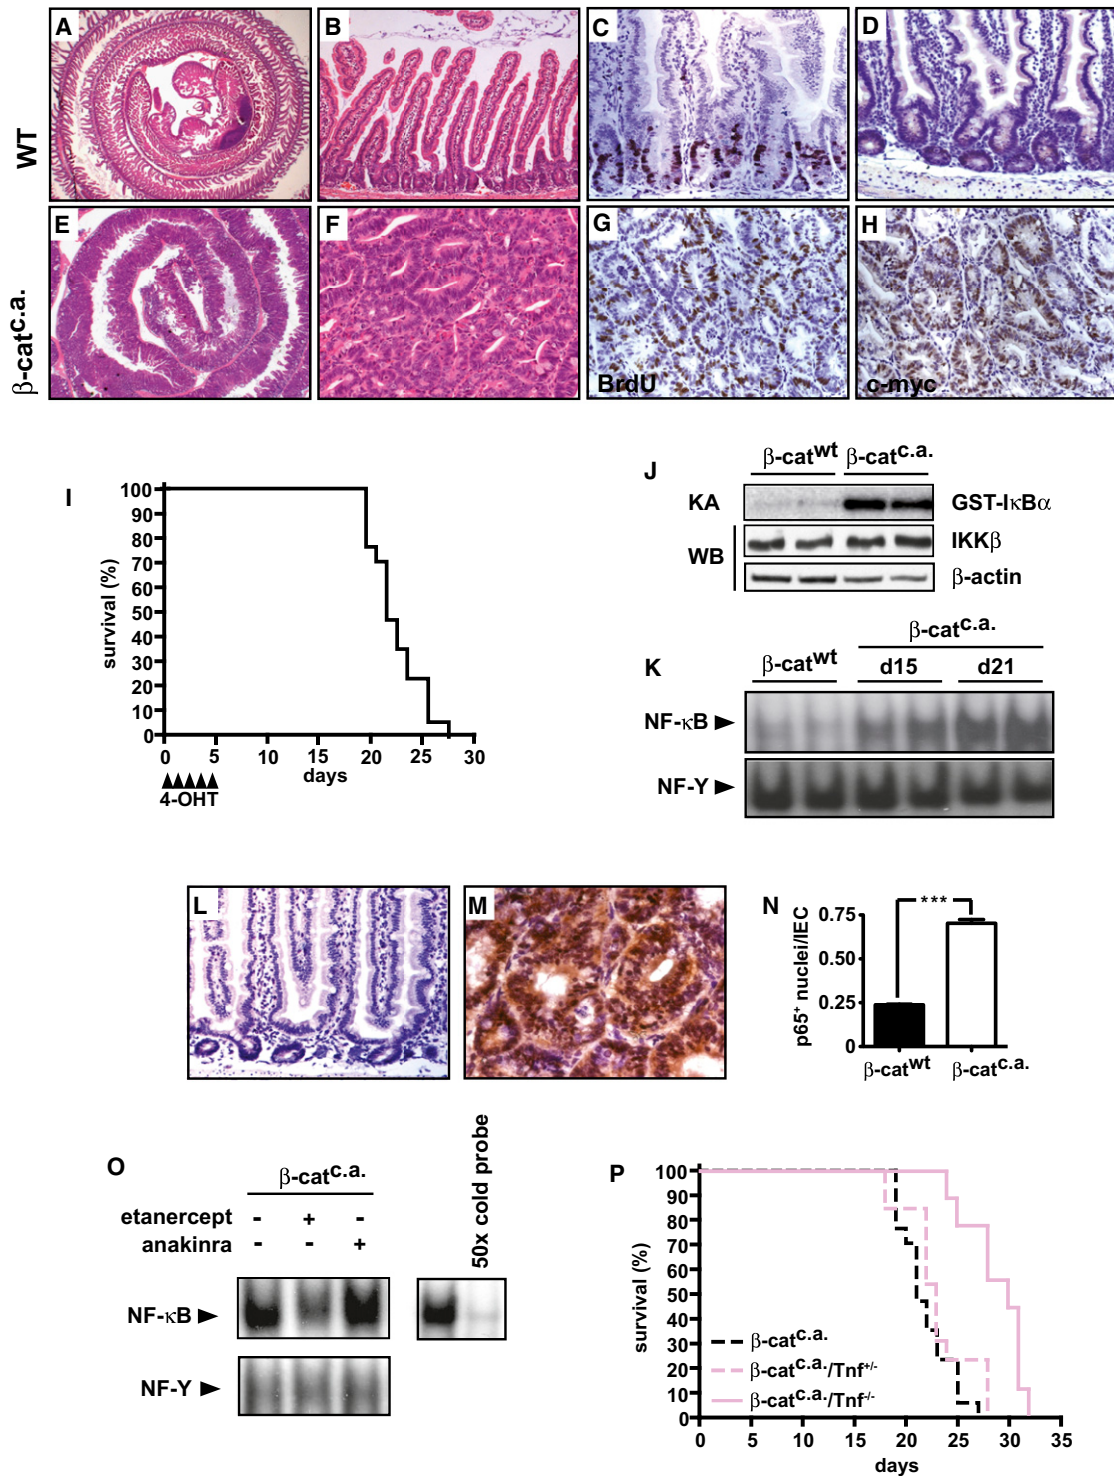 A
B
C
D
WT
E
F
G
BrdU
H
c-myc
β-catc.a.
I
survival (%)
100
90
80
70
60
50
40
30
20
10
0
0
5
10
15
20
25
30
days
4-OHT
J
β-catwt
β-catc.a.
KA
GST-IκBα
WB
IKKβ
β-actin
K
β-catwt
β-catc.a.
d15
d21
NF-κB
NF-Y
L
M
N
***
p65+ nuclei/IEC
0.75
0.50
0.25
0
β-catwt
β-catc.a.
O
β-catc.a.
etanercept - + -
anakinra - - +
50x cold probe
NF-κB
NF-Y
P
survival (%)
100
90
80
70
60
50
40
30
20
10
0
β-catc.a.
β-catc.a./Tnf+/-
β-catc.a./Tnf-/-
0
5
10
15
20
25
30
35
days